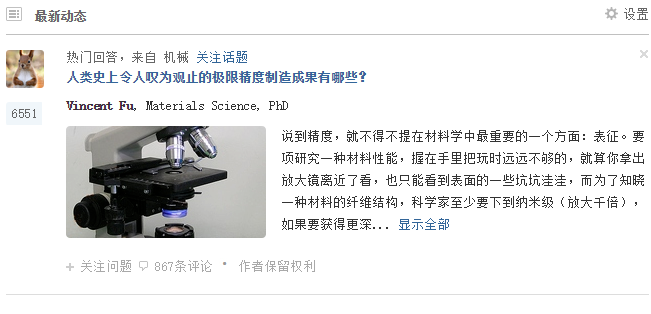 最新动态
设置
热门回答，来自 机械 关注话题
人类史上令人叹为观止的极限精度制造成果有哪些？
6551
Vincent Fu, Materials Science, PhD
说到精度，就不得不提在材料学中最重要的一个方面：表征。要
项研究一种材料性能，握在手里把玩时远远不够的，就算你拿出
放大镜离近了看，也只能看到表面的一些坑坑洼洼，而为了知晓
一种材料的纤维结构，科学家至少要下到纳米级（放大千倍），
如果要获得更深... 显示全部
关注问题 867条评论 • 作者保留权利